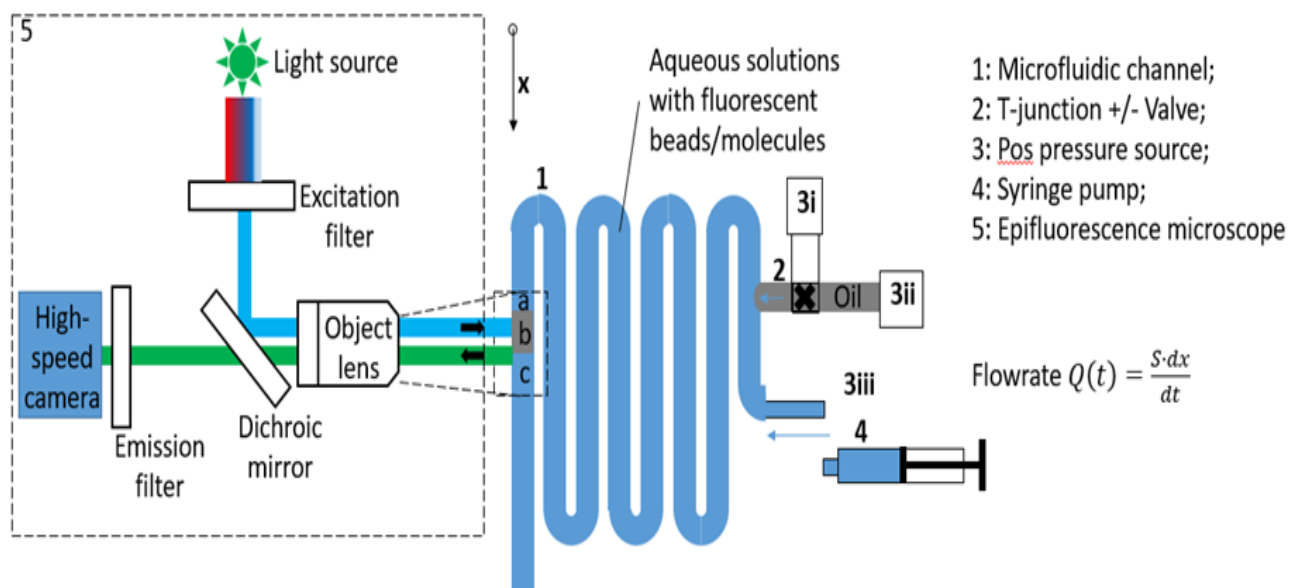 5
Light source
Excitation
filter
High-
speed
camera
Emission
filter
Dichroic
mirror
Object
lens
x
1
a
b
c
Aqueous solutions
with fluorescent
beads/molecules
3i
2
Oil
3ii
3iii
4
1: Microfluidic channel;
2: T-junction +/- Valve;
3: Pos pressure source;
4: Syringe pump;
5: Epifluorescence microscope
Flowrate Q(t) = S·dx/dt